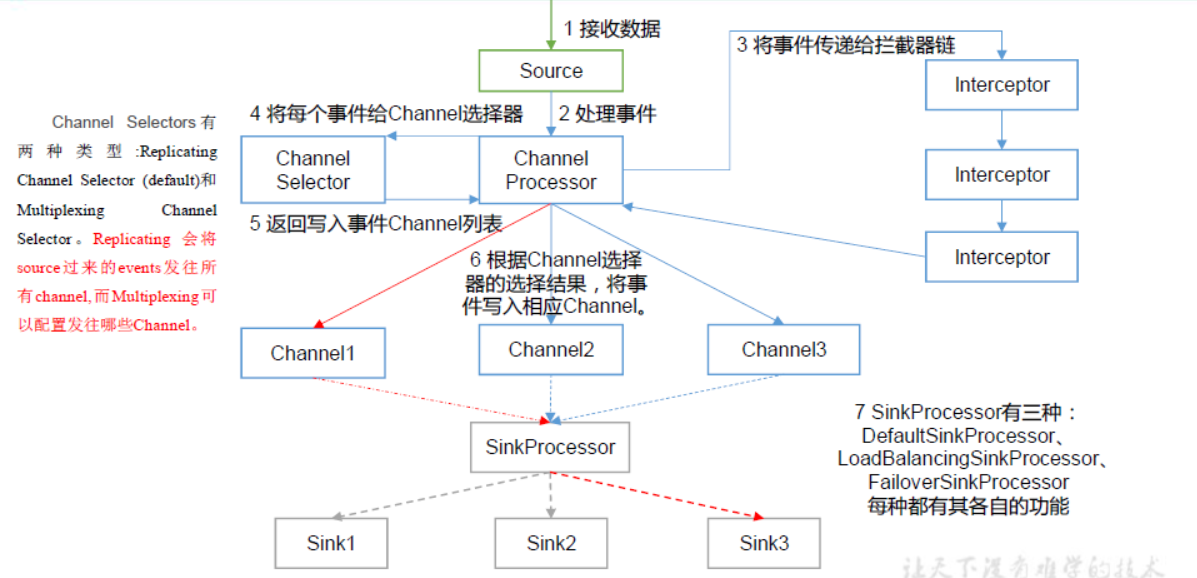 1 接收数据
Source
3 将事件传递给拦截器链
Interceptor
4 将每个事件给Channel选择器
2 处理事件
Channel Selectors有
两种类型:Replicating
Channel Selector (default)和
Multiplexing Channel
Selector。Replicating 会将
source过来的events发往所
有channel,而Multiplexing可
以配置发往哪些Channel。
Channel
Selector
Channel
Processor
Interceptor
5 返回写入事件Channel列表
Interceptor
6 根据Channel选择
器的选择结果，将事
件写入相应Channel。
Channel1
Channel2
Channel3
SinkProcessor
7 SinkProcessor有三种：
DefaultSinkProcessor、
LoadBalancingSinkProcessor、
FailoverSinkProcessor
每种都有其各自的功能
Sink1
Sink2
Sink3
让天下没有难学的技术